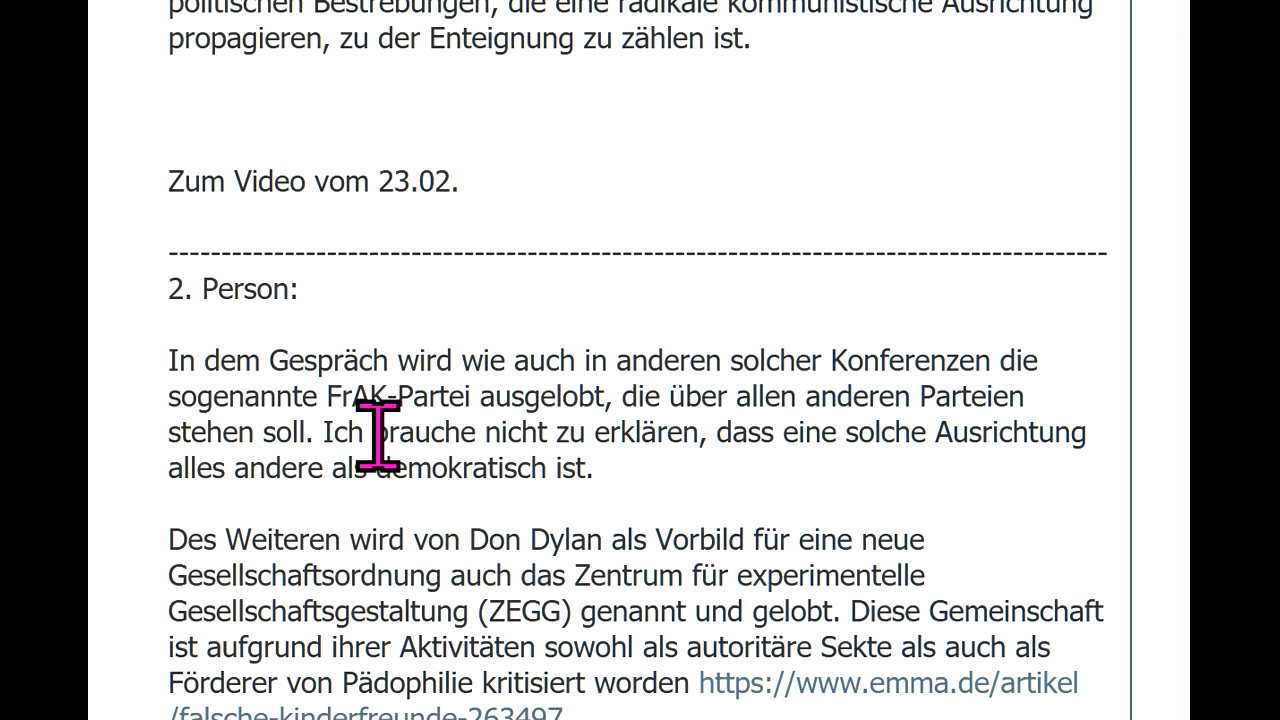 politischen Bestrebungen, die eine radikale kommunistische Ausrichtung
propagieren, zu der Enteignung zu zählen ist.
Zum Video vom 23.02.
-----------------------------------------------------------------------------------------
2. Person:
In dem Gespräch wird wie auch in anderen solcher Konferenzen die
sogenannte FrAK-Partei ausgelobt, die über allen anderen Parteien
stehen soll. Ich brauche nicht zu erklären, dass eine solche Ausrichtung
alles andere als demokratisch ist.
Des Weiteren wird von Don Dylan als Vorbild für eine neue
Gesellschaftsordnung auch das Zentrum für experimentelle
Gesellschaftsgestaltung (ZEGG) genannt und gelobt. Diese Gemeinschaft
ist aufgrund ihrer Aktivitäten sowohl als autoritäre Sekte als auch als
Förderer von Pädophilie kritisiert worden https://www.emma.de/artikel
/falsche-kinderfreunde-263497